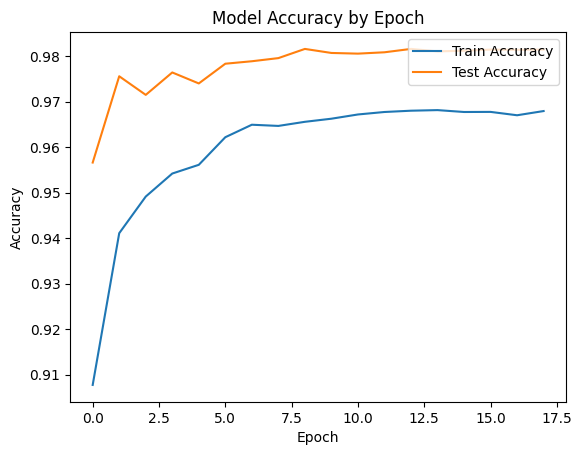 Model Accuracy by Epoch
Train Accuracy
Test Accuracy
0.98
0.97
0.96
0.95
0.94
0.93
0.92
0.91
Accuracy
0.0 2.5 5.0 7.5 10.0 12.5 15.0 17.5
Epoch